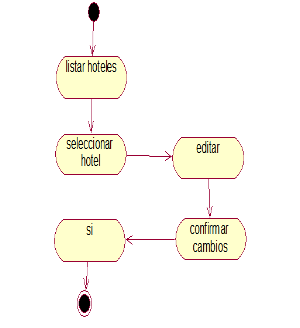 listar hoteles
seleccionar
hotel
editar
confirmar
cambios
si